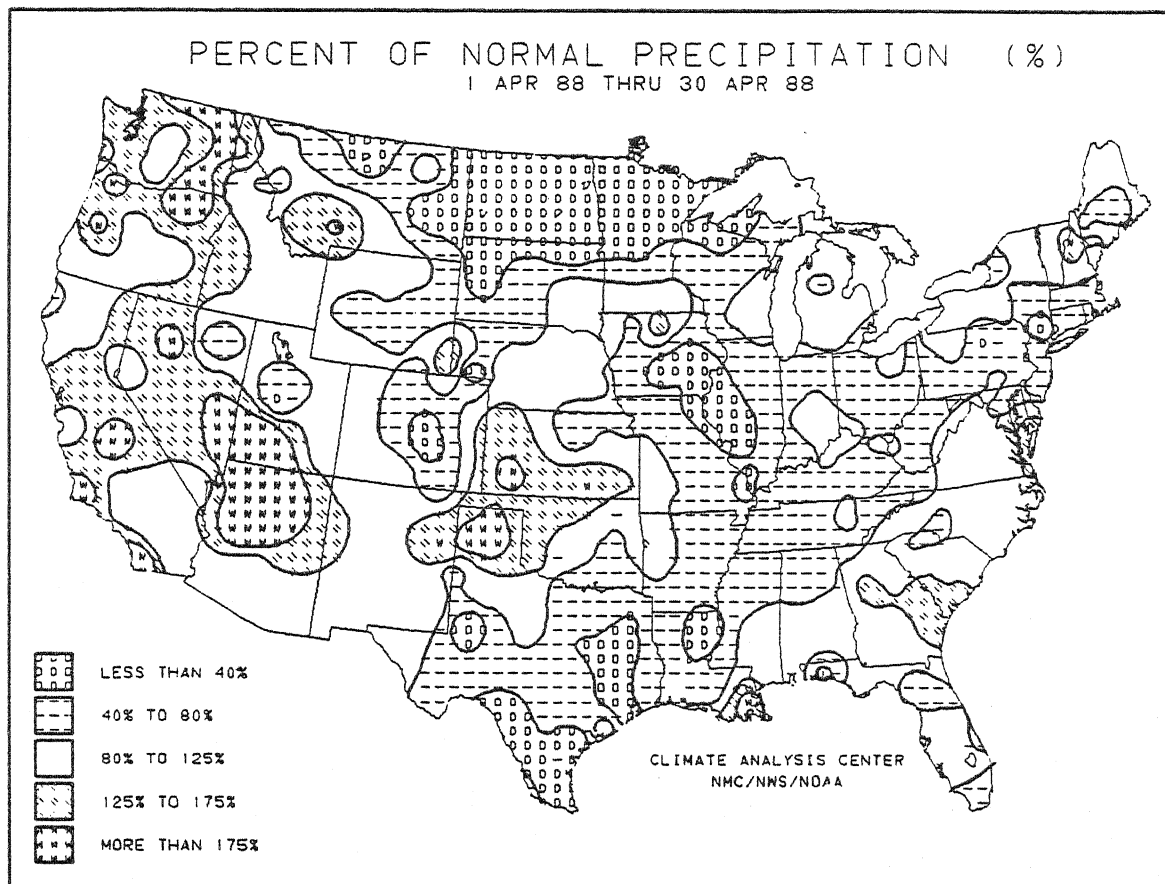 PERCENT OF NORMAL PRECIPITATION (%)
1 APR 88 THRU 30 APR 88
LESS THAN 40%
40% TO 80%
80% TO 125%
125% TO 175%
MORE THAN 175%
CLIMATE ANALYSIS CENTER
NMC/NWS/NOAA